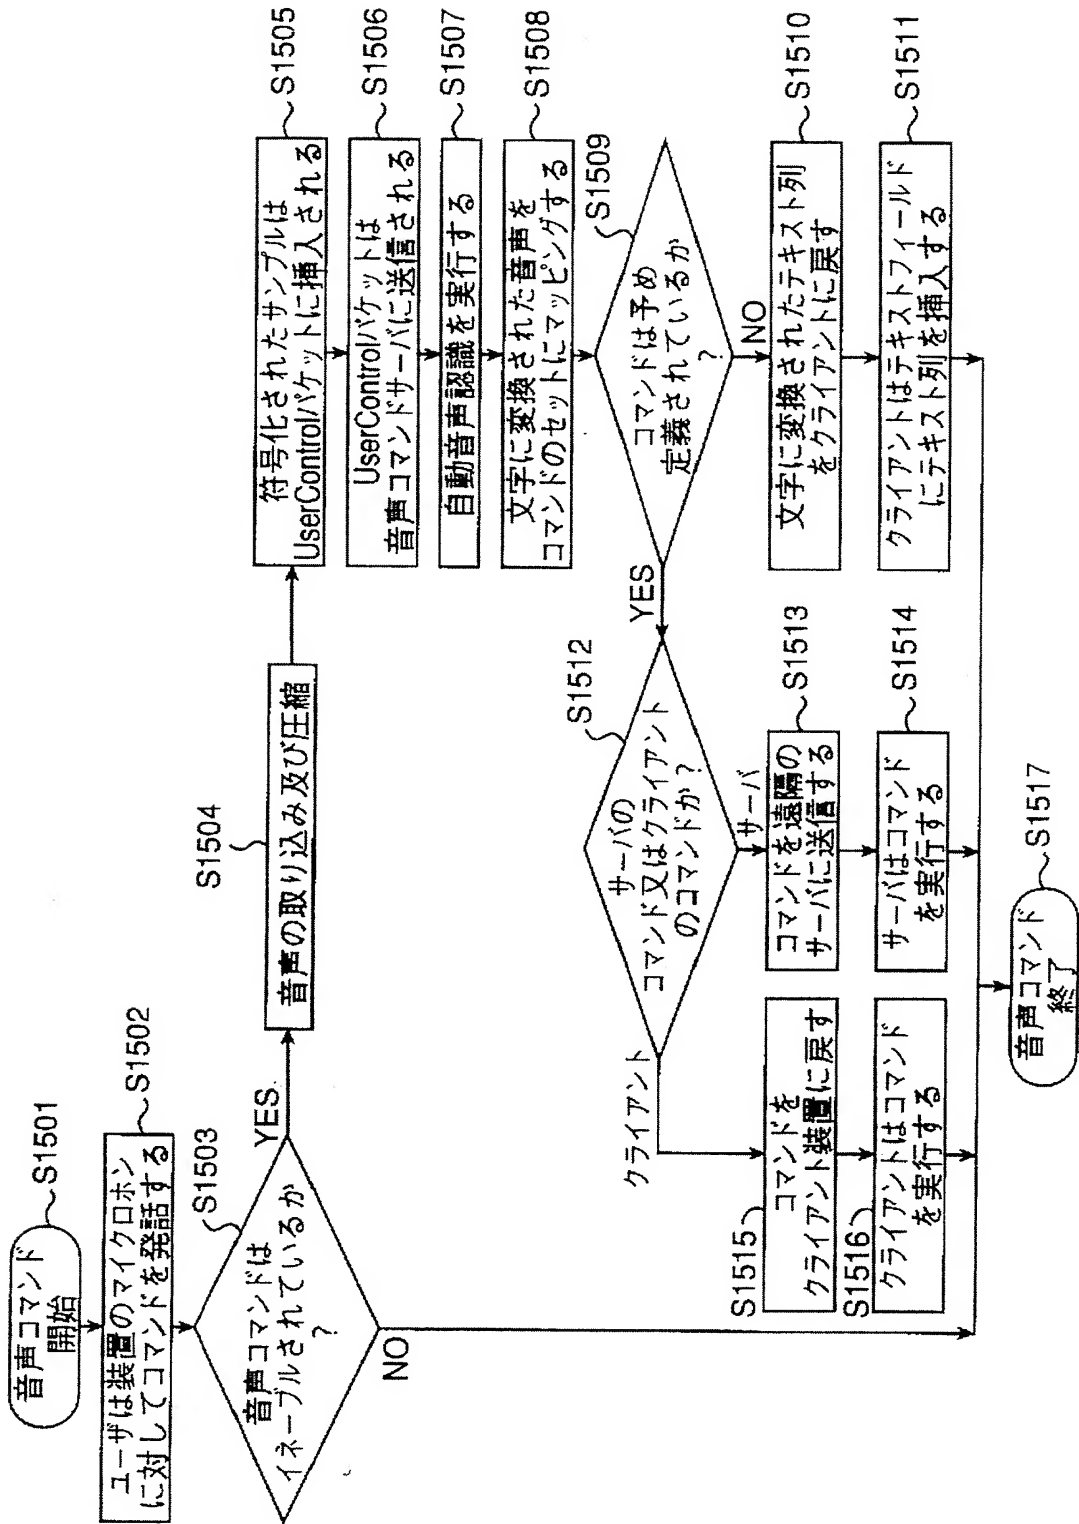 音声コマンド
開始
S1501
ユーザは装置のマイクロホン
に対してコマンドを発話する
S1502
音声コマンドは
イネーブルされているか
?
S1503
YES
NO
音声の取り込み及び圧縮
S1504
符号化されたサンプルは
UserControlパケットに挿入される
S1505
UserControlパケットは
音声コマンドサーバに送信される
S1506
自動音声認識を実行する
S1507
文字に変換された音声を
コマンドのセットにマッピングする
S1508
コマンドは予め
定義されているか
?
S1509
YES
NO
文字に変換されたテキスト列
をクライアントに戻す
S1510
クライアントはテキストフィールド
にテキスト列を挿入する
S1511
サーバの
コマンド又はクライアント
のコマンドか?
S1512
サーバ
クライアント
コマンドを遠隔の
サーバに送信する
S1513
サーバはコマンド
を実行する
S1514
コマンドを
クライアント装置に戻す
S1515
クライアントはコマンド
を実行する
S1516
音声コマンド
終了
S1517